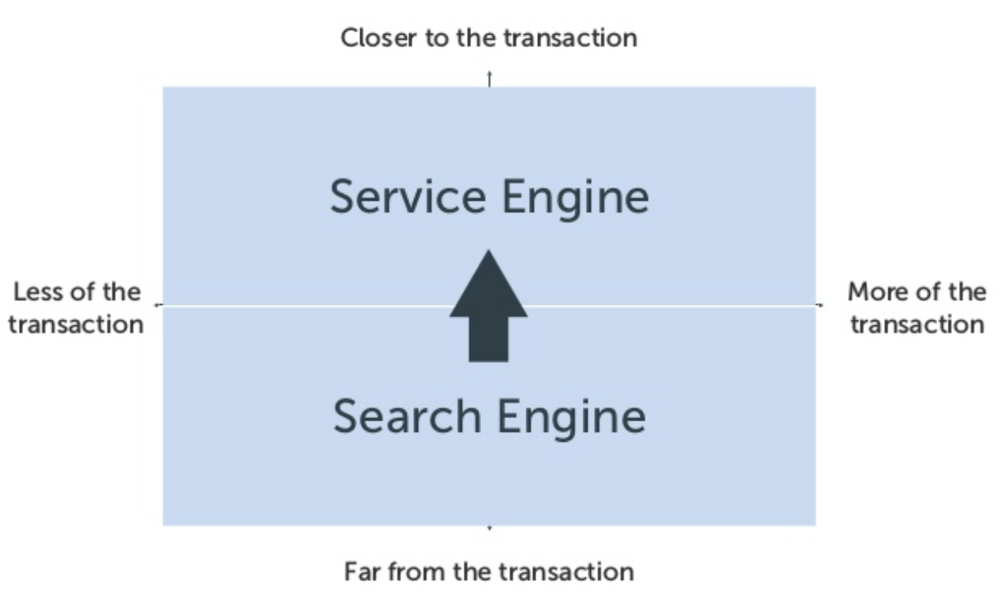 Closer to the transaction
Service Engine
Less of the
transaction
More of the
transaction
Search Engine
Far from the transaction